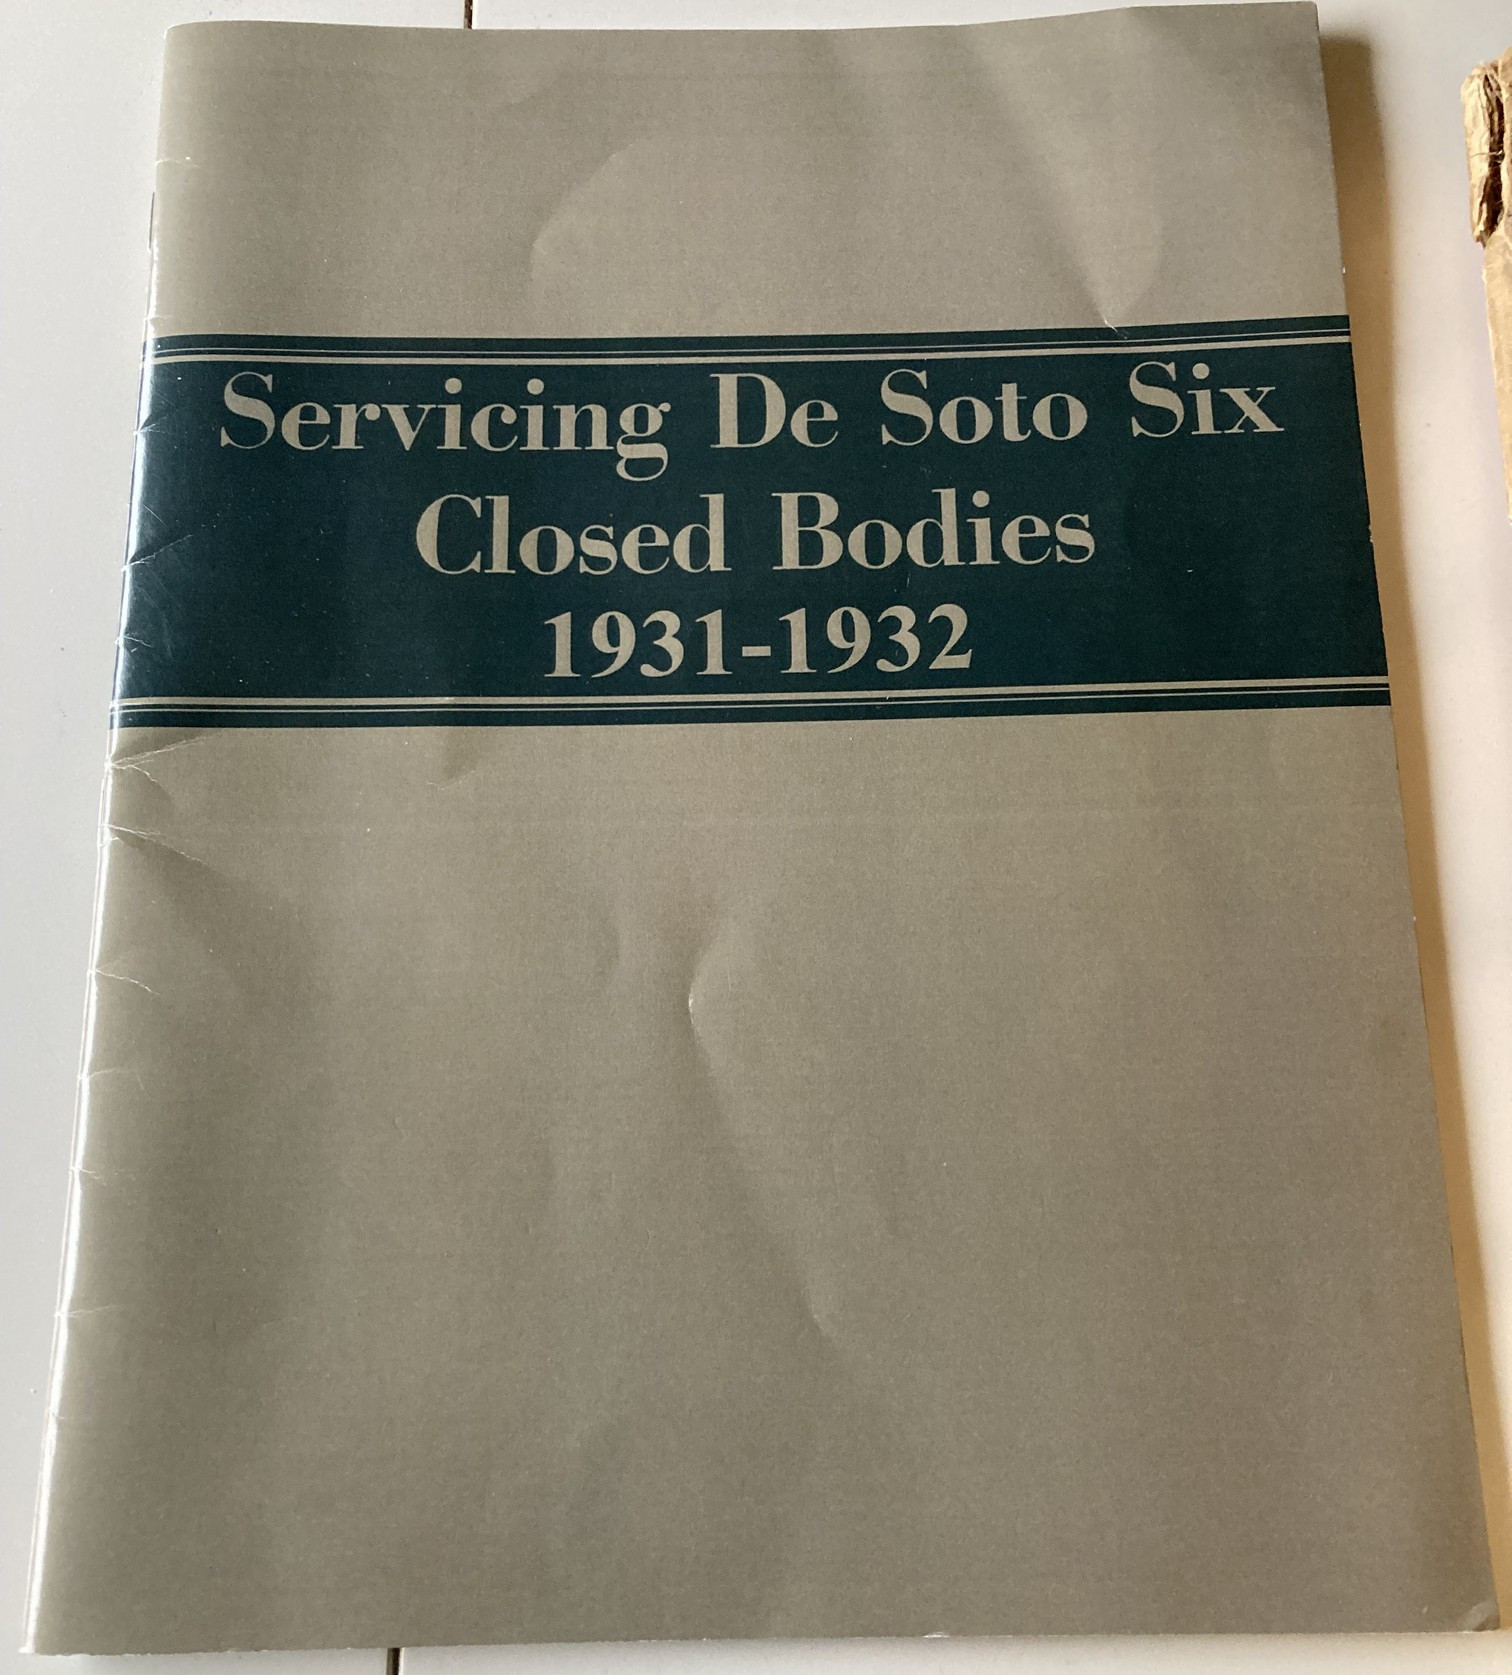 Servicing De Soto Six
Closed Bodies
1931-1932